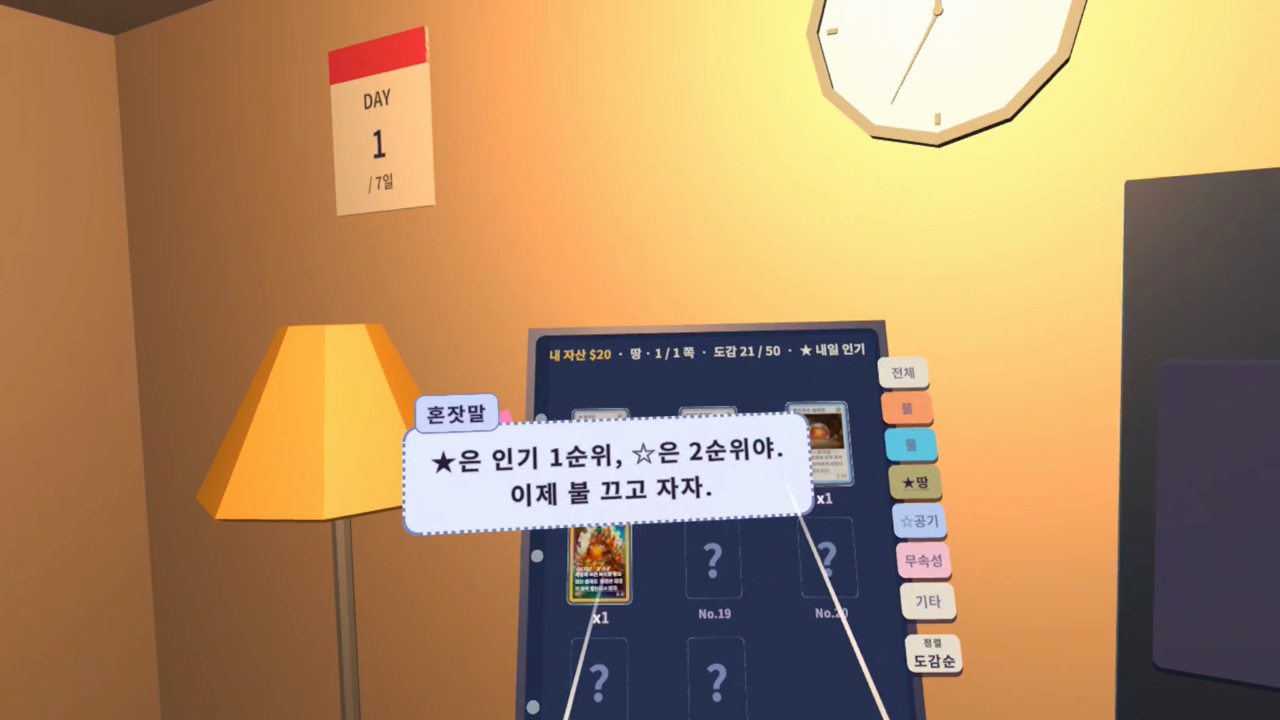 DAY
1
/ 7일
내 자산 $20 · 땅 · 1 / 1 쪽 · 도감 21 / 50 · ★ 내일 인기
전체
불
물
★땅
☆공기
무속성
기타
정렬
도감순
혼잣말
★은 인기 1순위, ☆은 2순위야.
이제 불 끄고 자자.
x1
?
?
x1
No.19
No.20
?
?